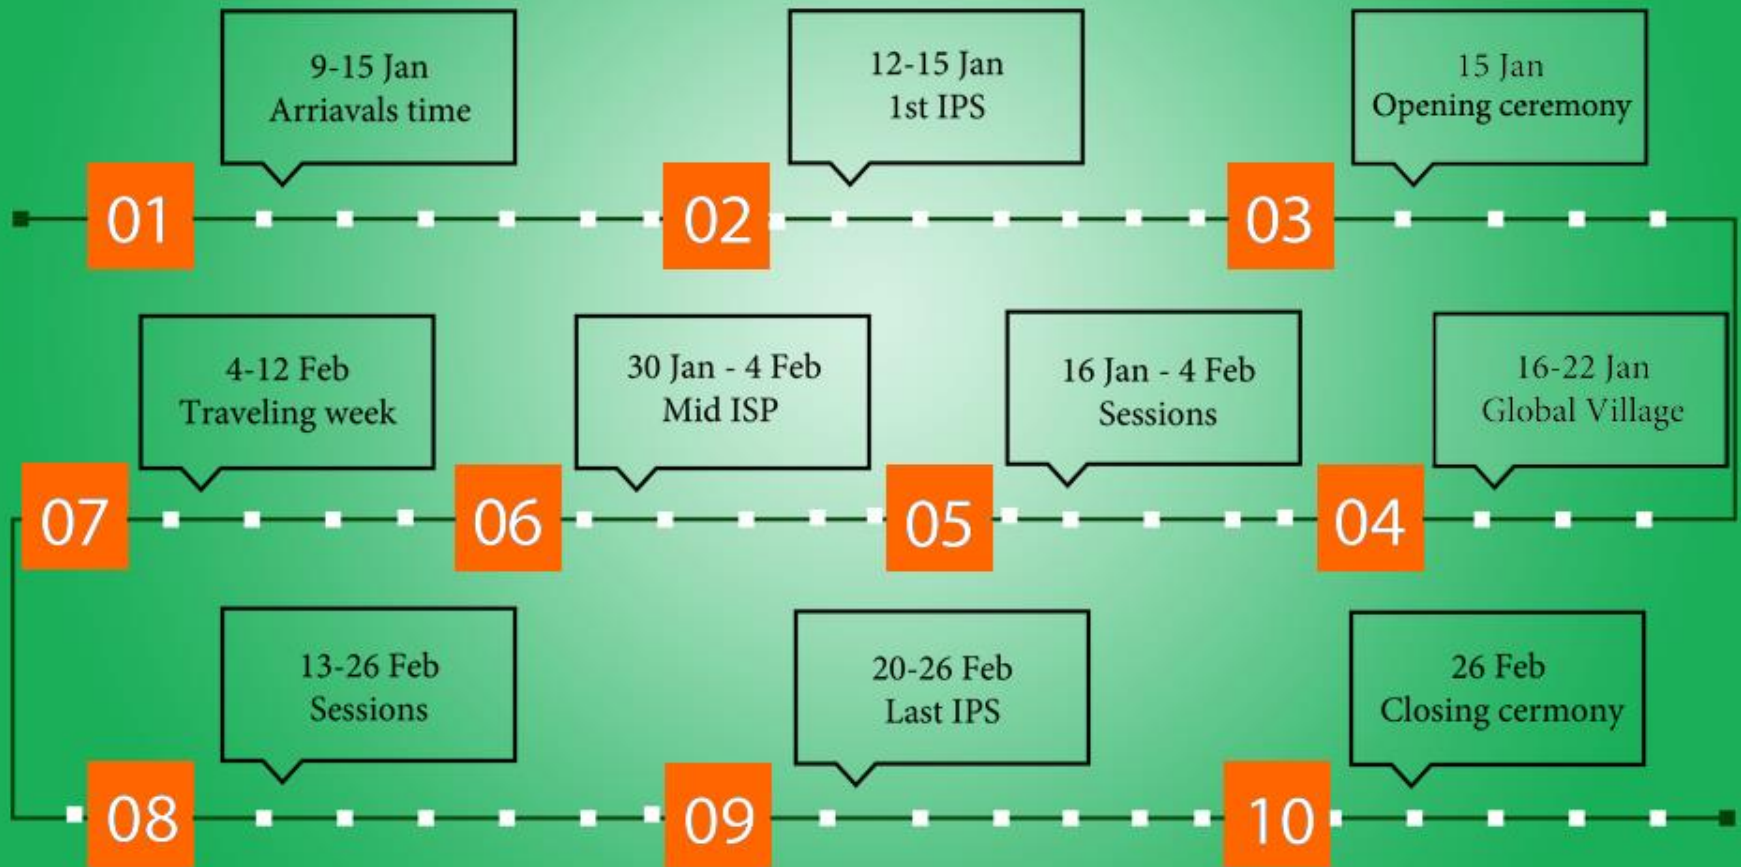 9-15 Jan
Arriavals time
12-15 Jan
1st IPS
15 Jan
Opening ceremony
01
02
03
4-12 Feb
Traveling week
30 Jan - 4 Feb
Mid ISP
16 Jan - 4 Feb
Sessions
16-22 Jan
Global Village
07
06
05
04
13-26 Feb
Sessions
20-26 Feb
Last IPS
26 Feb
Closing cermony
08
09
10